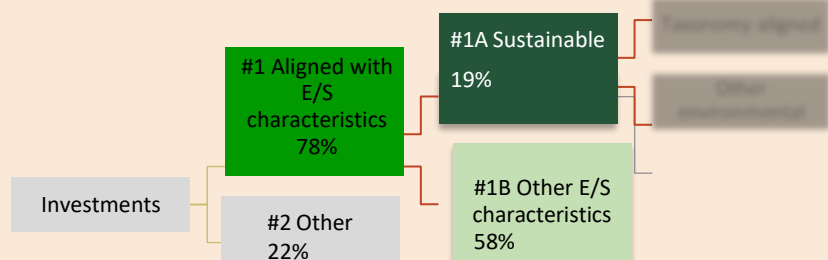 #1A Sustainable
19%
#1 Aligned with
E/S
characteristics
78%
#1B Other E/S
characteristics
58%
Investments
#2 Other
22%